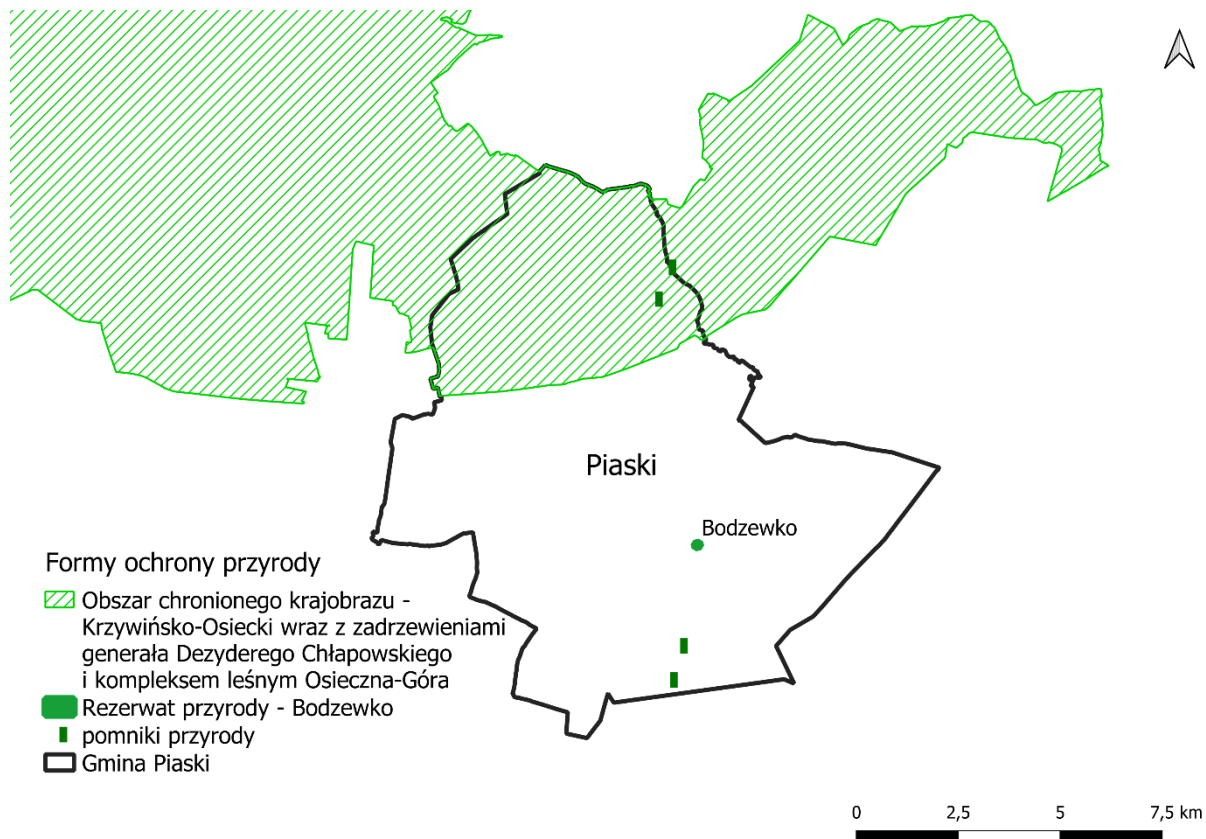 Piaski
Bodzewko
Formy ochrony przyrody
Obszar chronionego krajobrazu -
Krzywińsko-Osiecki wraz z zadrzewieniami
generała Dezyderego Chłapowskiego
i kompleksem leśnym Osieczna-Góra
Rezerwat przyrody - Bodzewko
pomniki przyrody
Gmina Piaski
0 2,5 5 7,5 km